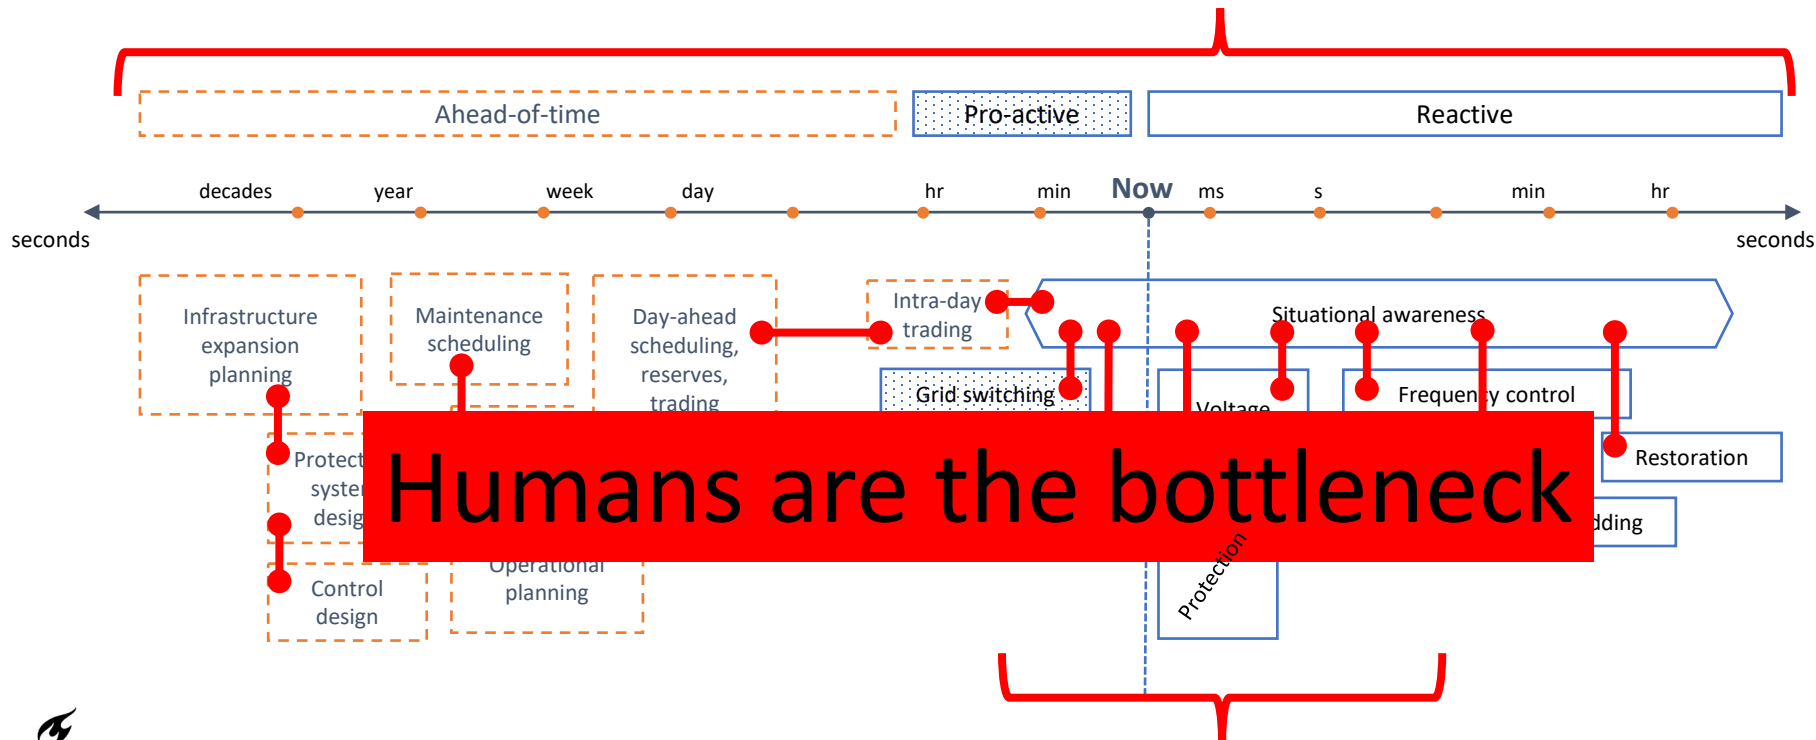 Ahead-of-time
Pro-active
Reactive
decades
year
week
day
hr
min
Now
ms
s
min
hr
seconds
seconds
Infrastructure
expansion
planning
Maintenance
scheduling
Day-ahead
scheduling,
reserves,
trading
Intra-day
trading
Situational awareness
Grid switching
Voltage
Frequency control
Restoration
Humans are the bottleneck
Protection
Operational
planning
Control
design